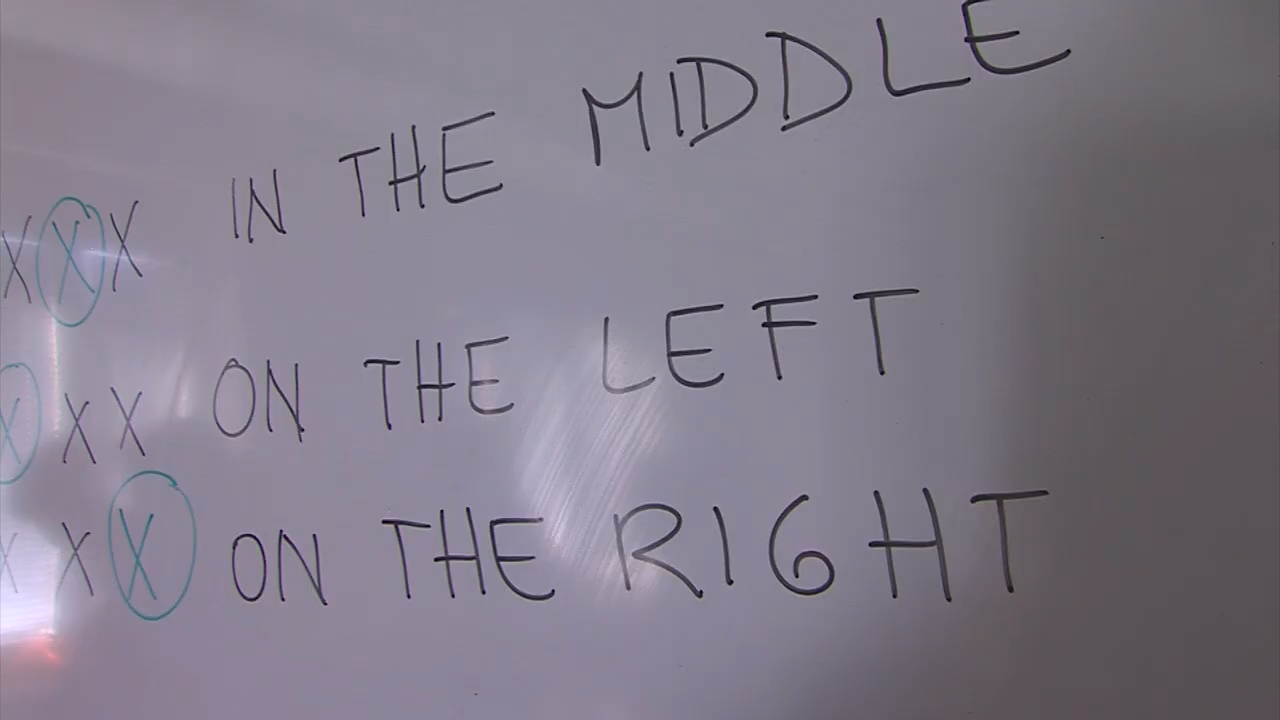 XXX IN THE MIDDLE
XXX ON THE LEFT
XXX ON THE RIGHT